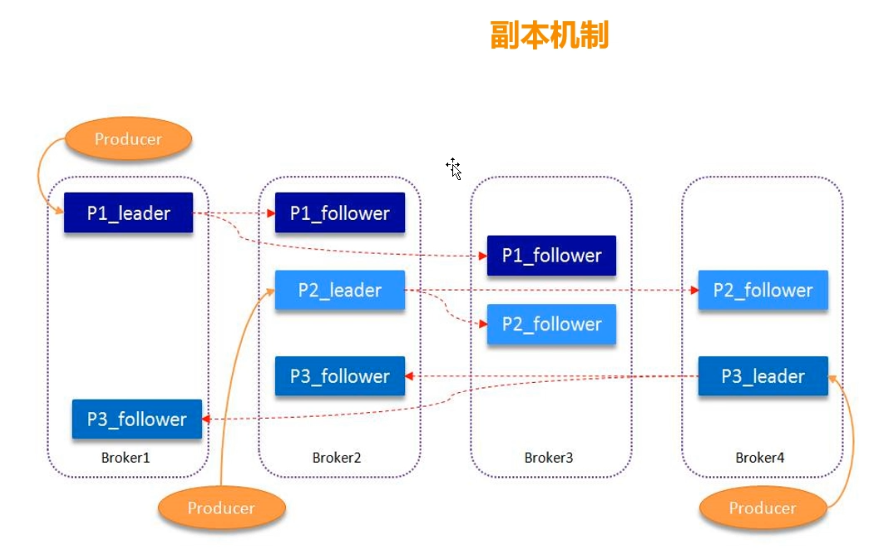 副本机制
Producer
P1_leader
P1_follower
P1_follower
P2_leader
P2_follower
P2_follower
P3_follower
P3_leader
P3_follower
Broker1
Broker2
Broker3
Broker4
Producer
Producer